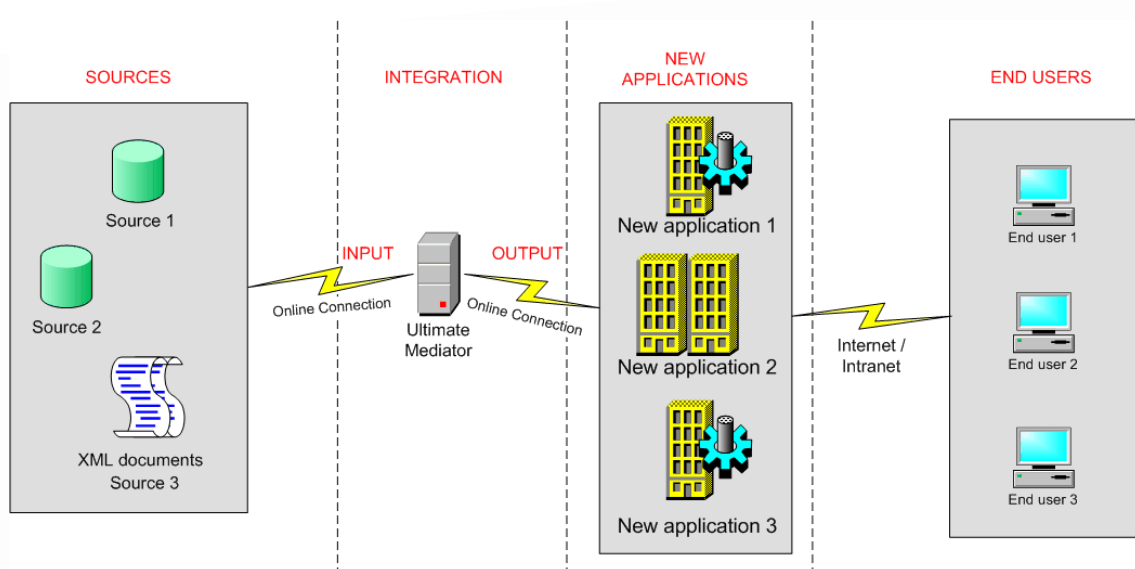 SOURCES
Source 1
Source 2
XML documents
Source 3
INTEGRATION
INPUT
Online Connection
Ultimate
Mediator
OUTPUT
Online Connection
NEW
APPLICATIONS
New application 1
New application 2
New application 3
Internet /
Intranet
END USERS
End user 1
End user 2
End user 3